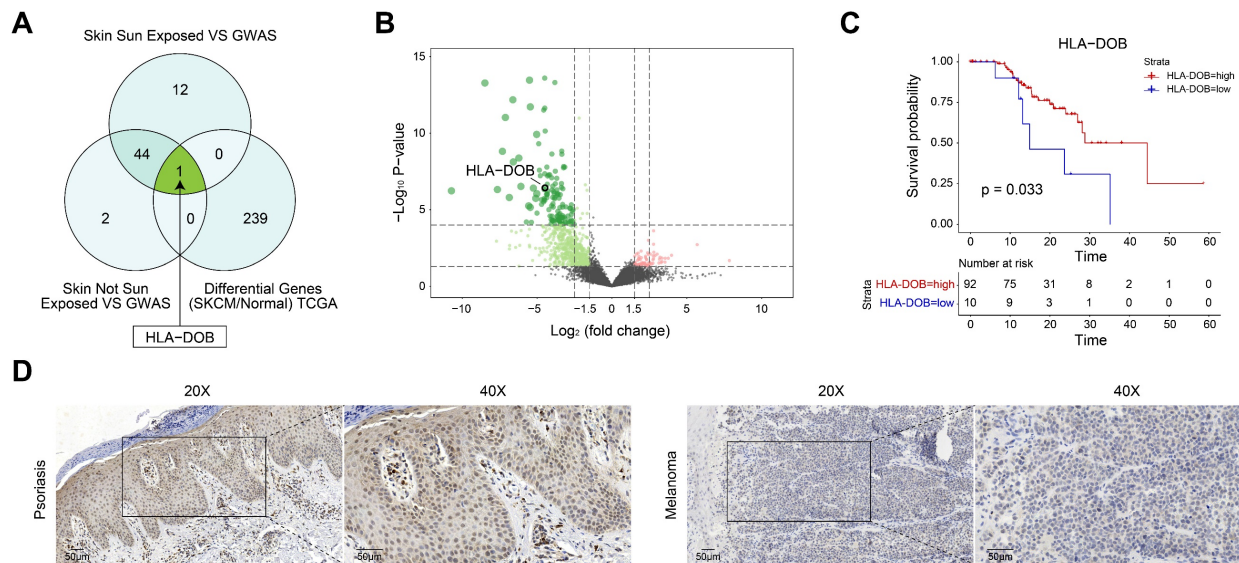 A
Skin Sun Exposed VS GWAS
12
44
0
1
2
0
239
Skin Not Sun
Exposed VS GWAS
Differential Genes
(SKCM/Normal) TCGA
HLA−DOB
B
15
10
5
0
−Log₁₀ P−value
HLA−DOB
−10
−5
−1.5
0
1.5
5
10
Log₂ (fold change)
C
HLA−DOB
Strata
HLA-DOB=high
HLA-DOB=low
1.00
0.75
0.50
0.25
0.00
Survival probability
p = 0.033
0 10 20 30 40 50 60
Time
Number at risk
Strata
HLA-DOB=high 92 75 31 8 2 1 0
HLA-DOB=low 10 9 3 1 0 0 0
0 10 20 30 40 50 60
Time
D
20X
40X
20X
40X
Psoriasis
50µm
50µm
Melanoma
50µm
50µm